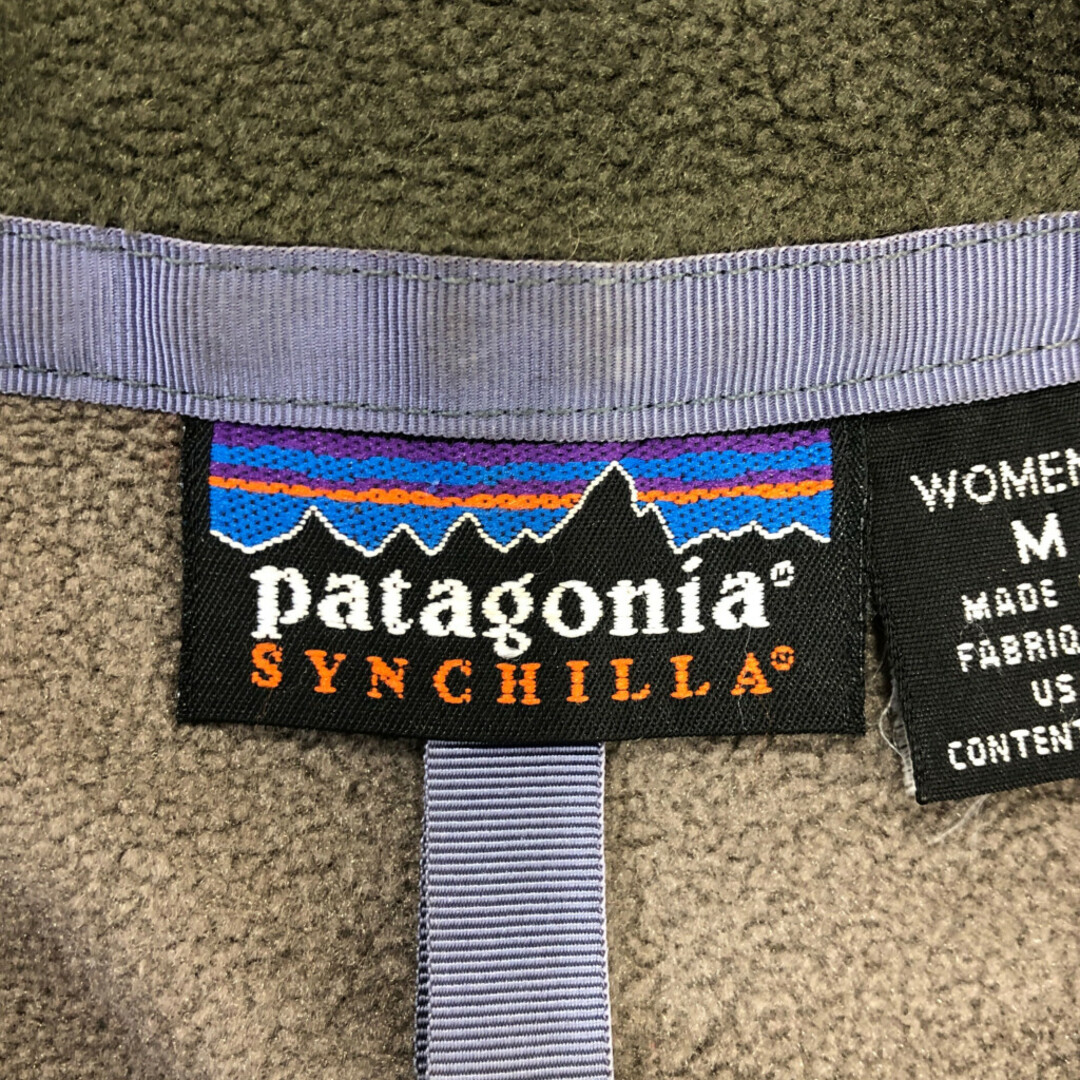 patagonia®
SYNCHILLA®
WOMEN
M
MADE
FABRIQ
US
CONTENT